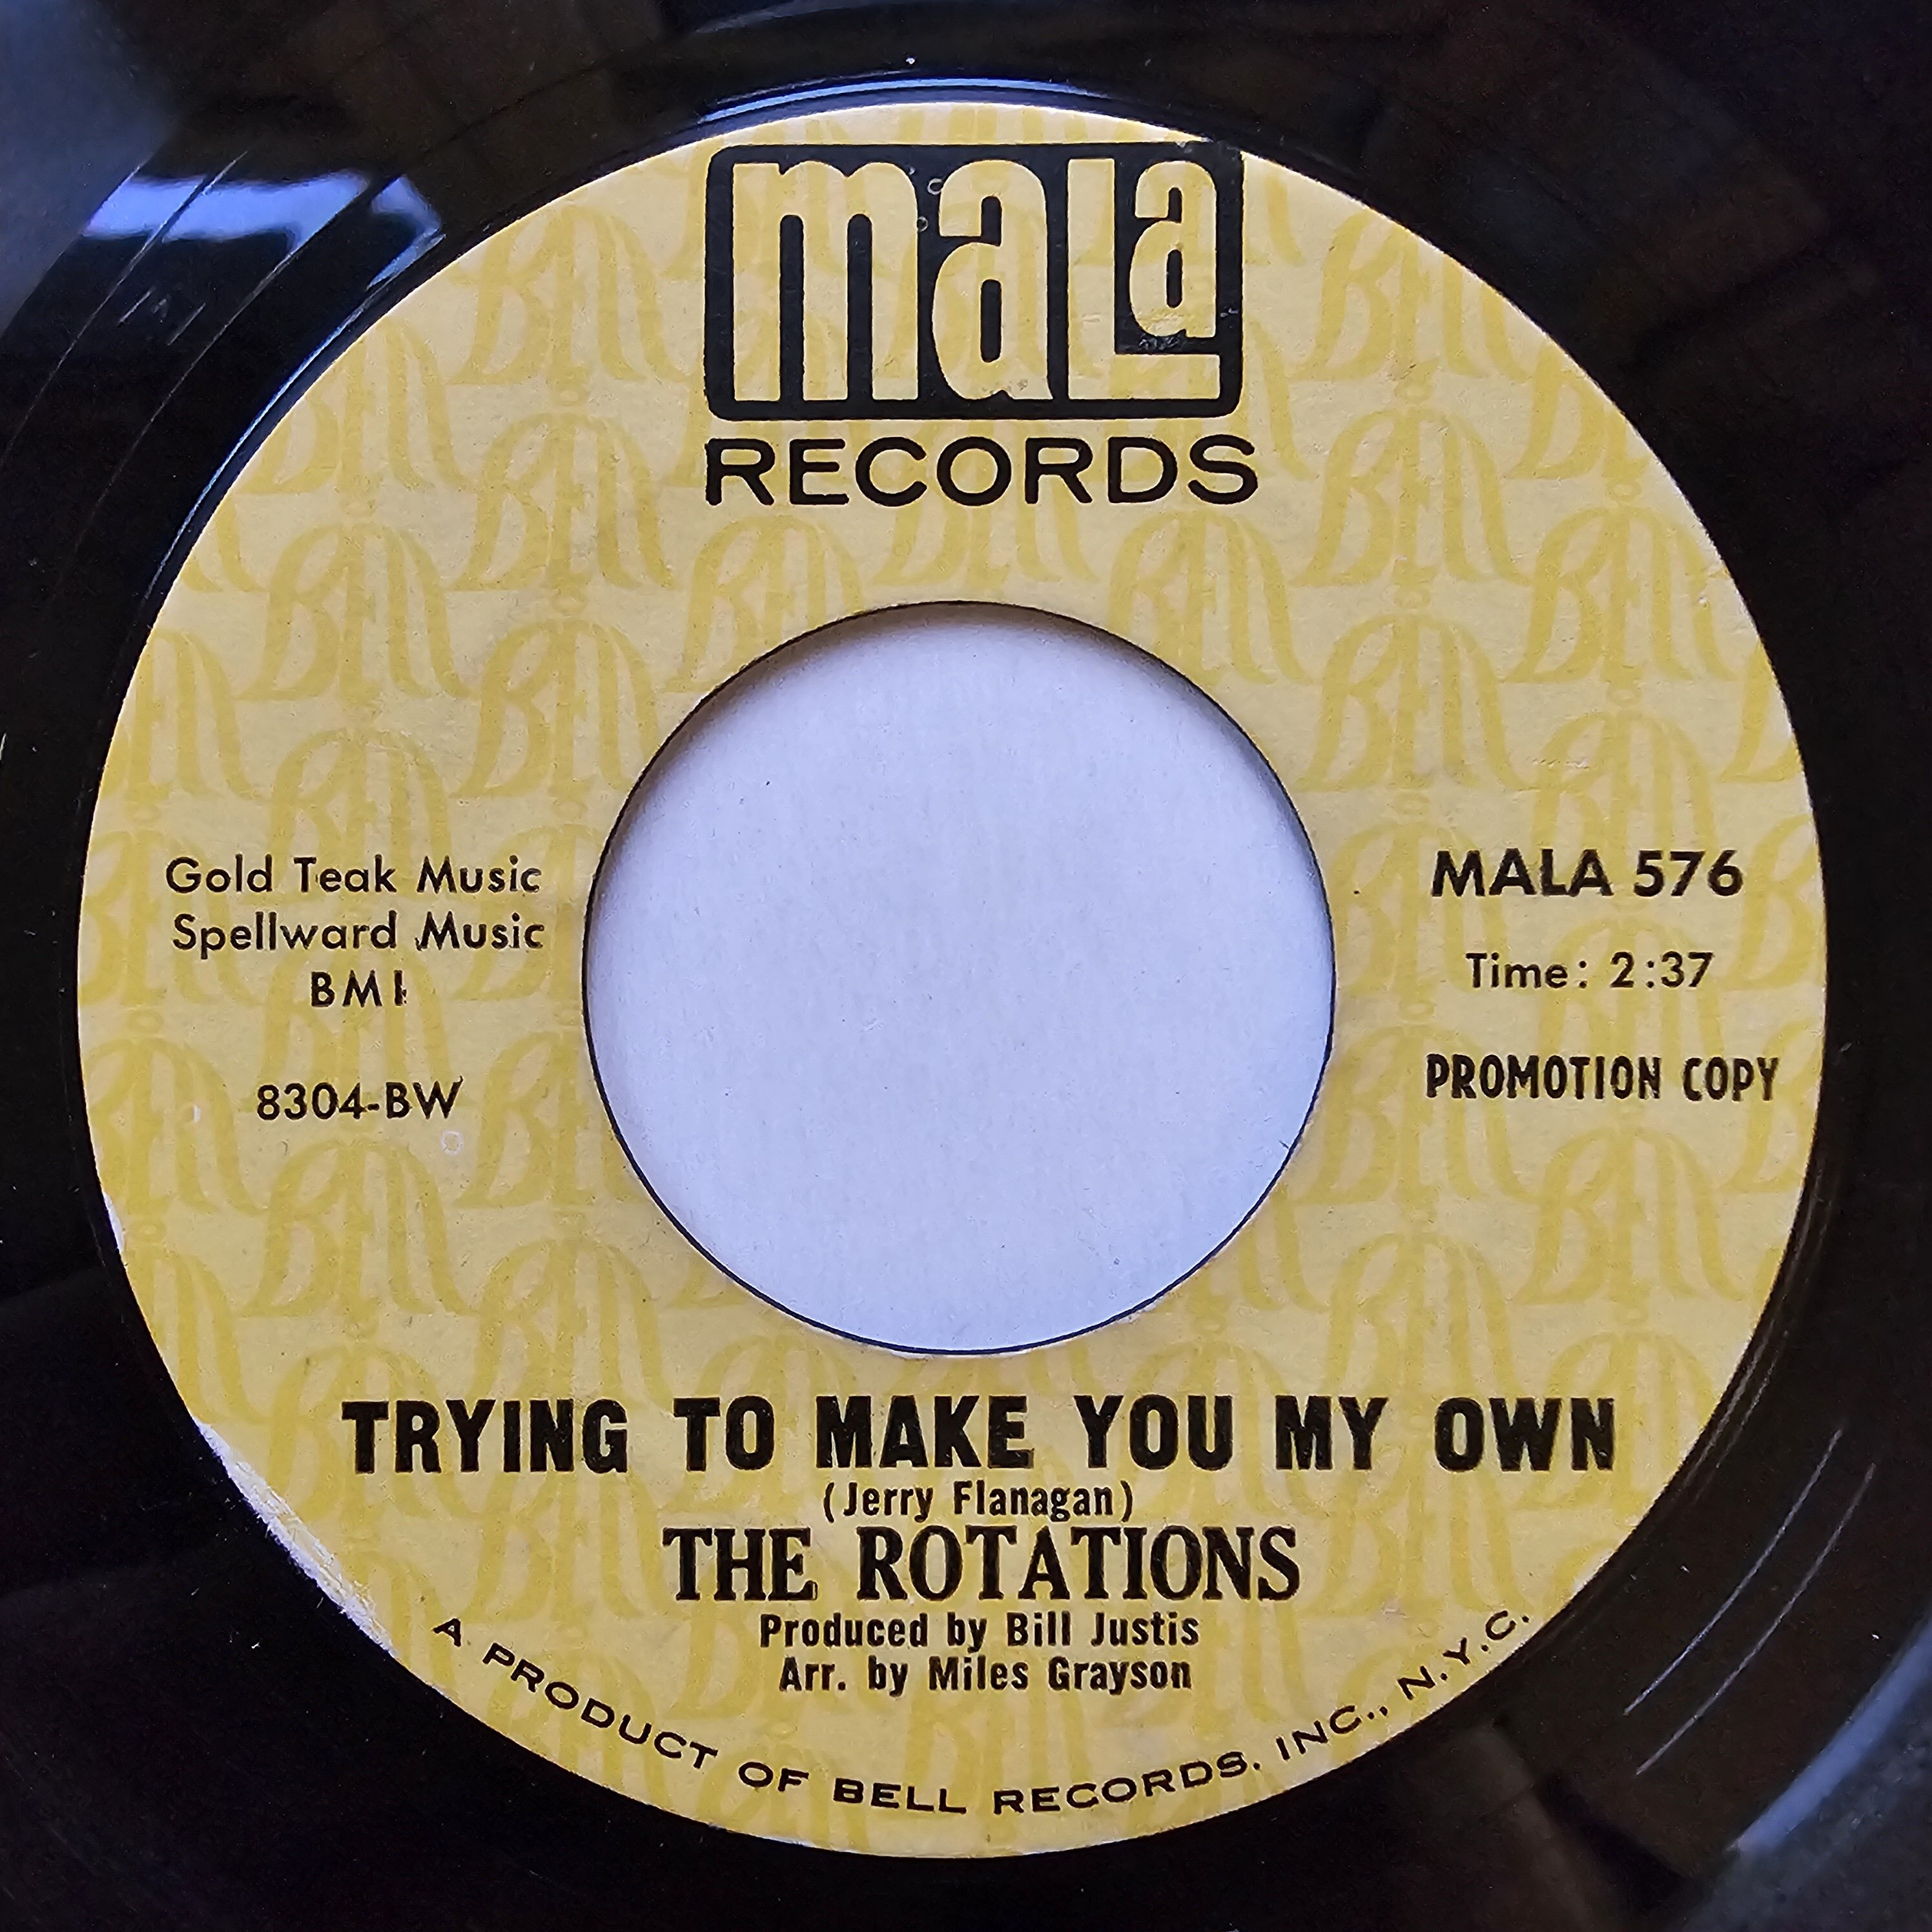 mala
RECORDS
Gold Teak Music
Spellward Music
BMI
8304-BW
MALA 576
Time: 2:37
PROMOTION COPY
TRYING TO MAKE YOU MY OWN
(Jerry Flanagan)
THE ROTATIONS
Produced by Bill Justis
Arr. by Miles Grayson
A PRODUCT OF BELL RECORDS, INC., N.Y.C.